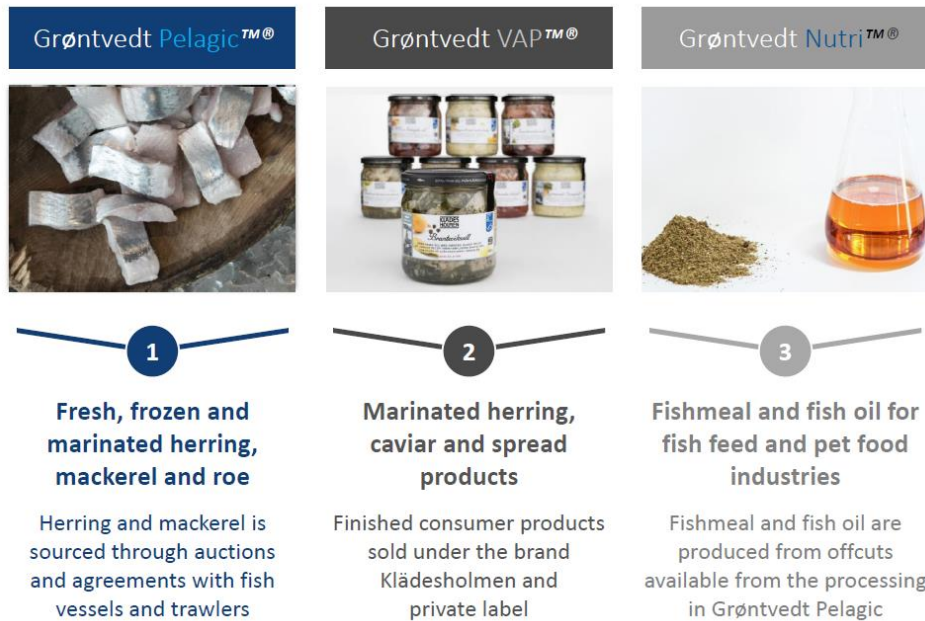 Grøntvedt Pelagic™®
Grøntvedt VAP™®
Grøntvedt Nutri™®
KLÄDES
HOLMEN
1
Fresh, frozen and
marinated herring,
mackerel and roe
Herring and mackerel is
sourced through auctions
and agreements with fish
vessels and trawlers
2
Marinated herring,
caviar and spread
products
Finished consumer products
sold under the brand
Klädesholmen and
private label
3
Fishmeal and fish oil for
fish feed and pet food
industries
Fishmeal and fish oil are
produced from offcuts
available from the processing
in Grøntvedt Pelagic